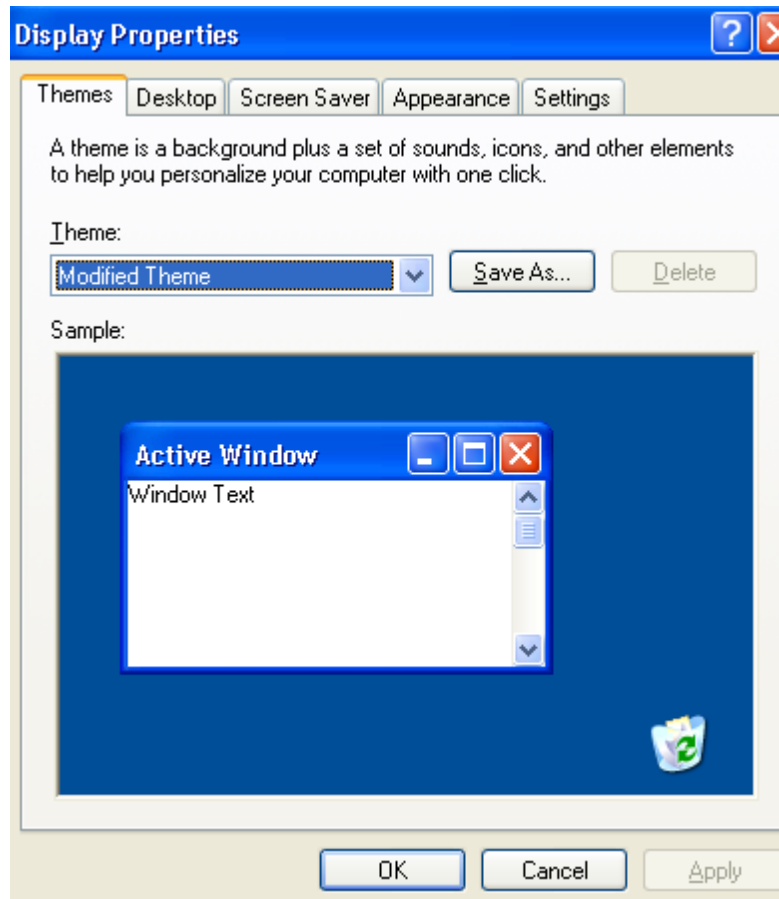 Display Properties
Themes Desktop Screen Saver Appearance Settings
A theme is a background plus a set of sounds, icons, and other elements
to help you personalize your computer with one click.
Theme:
Modified Theme Save As... Delete
Sample:
Active Window
Window Text
OK Cancel Apply